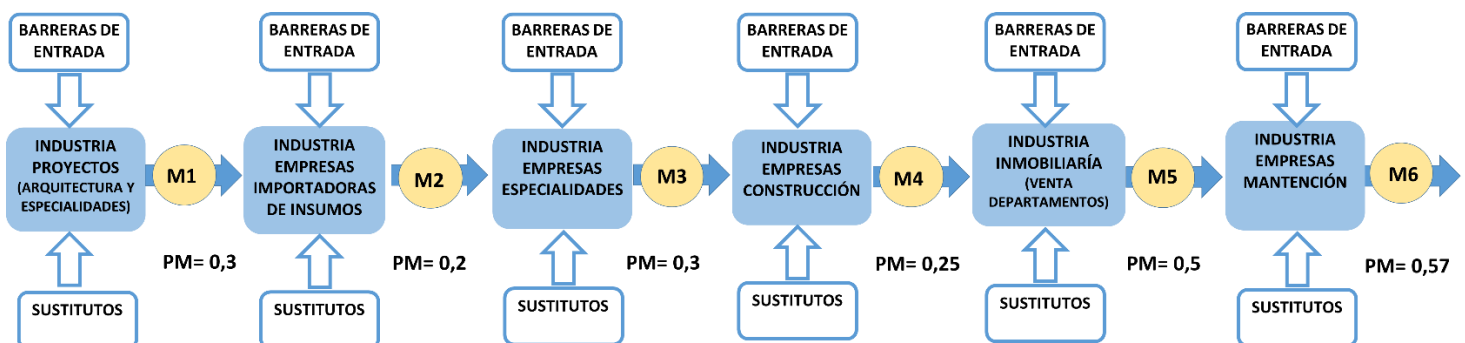 BARRERAS DE
ENTRADA
BARRERAS DE
ENTRADA
BARRERAS DE
ENTRADA
BARRERAS DE
ENTRADA
BARRERAS DE
ENTRADA
BARRERAS DE
ENTRADA
INDUSTRIA
PROYECTOS
(ARQUITECTURA Y
ESPECIALIDADES)
M1
INDUSTRIA
EMPRESAS
IMPORTADORAS
DE INSUMOS
M2
INDUSTRIA
EMPRESAS
ESPECIALIDADES
M3
INDUSTRIA
EMPRESAS
CONSTRUCCIÓN
M4
INDUSTRIA
INMOBILIARÍA
(VENTA
DEPARTAMENTOS)
M5
INDUSTRIA
EMPRESAS
MANTENCIÓN
M6
PM= 0,3
PM= 0,2
PM= 0,3
PM= 0,25
PM= 0,5
PM= 0,57
SUSTITUTOS
SUSTITUTOS
SUSTITUTOS
SUSTITUTOS
SUSTITUTOS
SUSTITUTOS